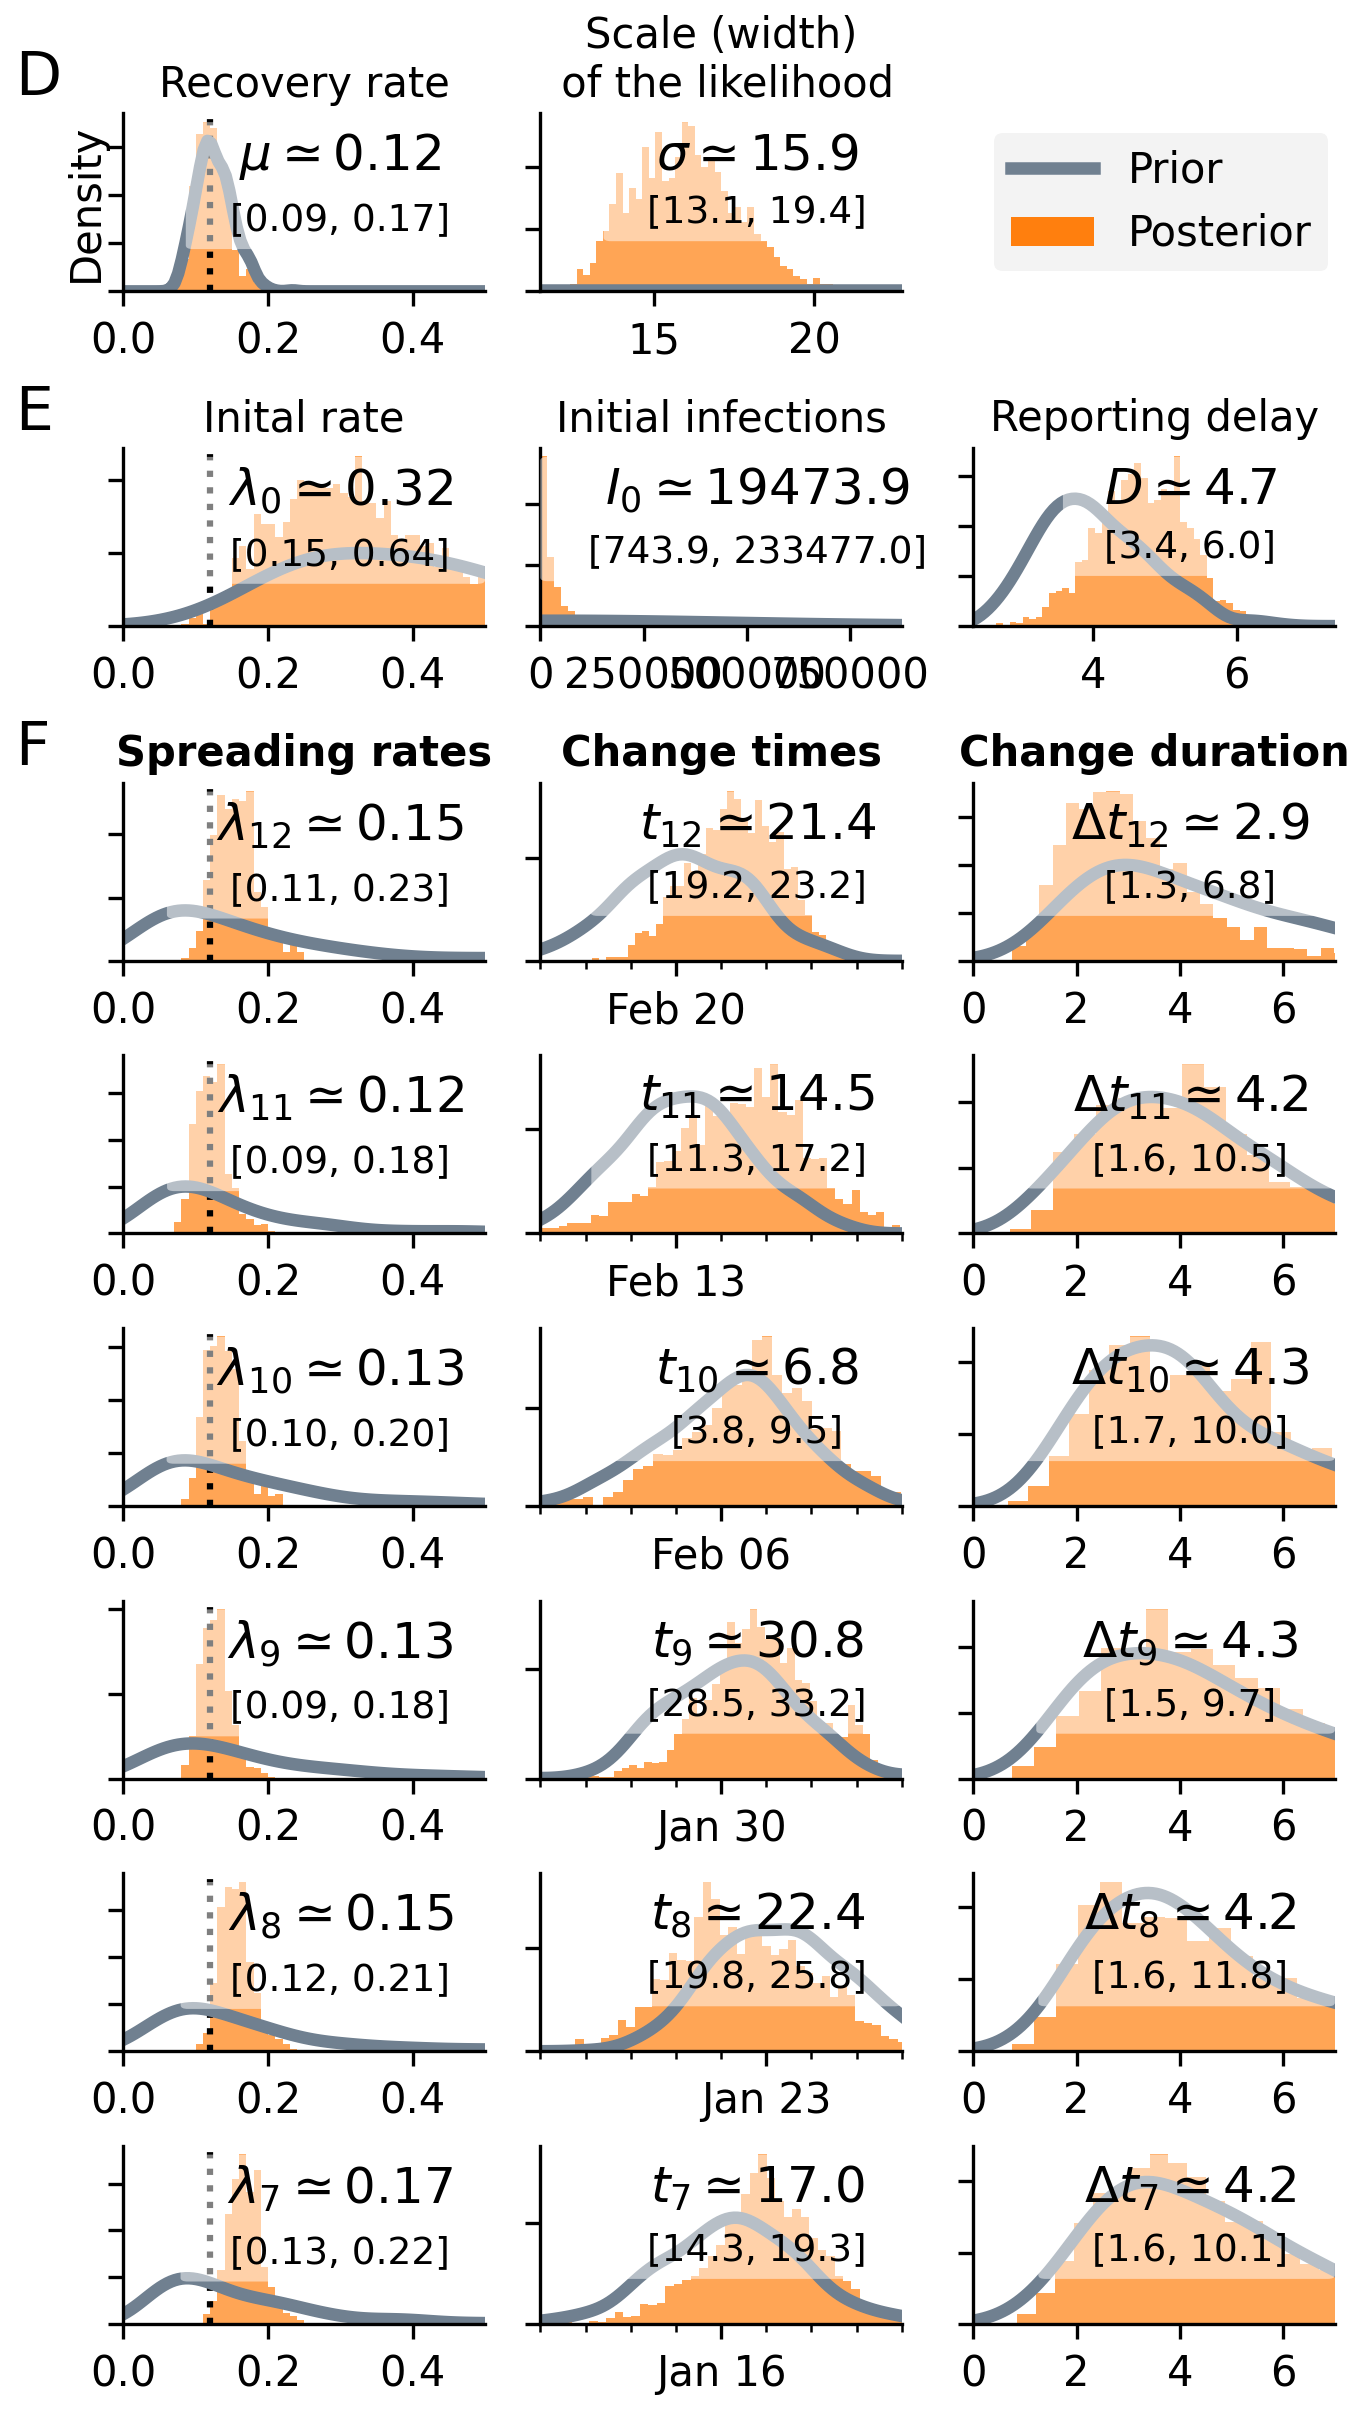 D
Recovery rate
Scale (width)
of the likelihood
Density
μ ≃ 0.12
[0.09, 0.17]
σ ≃ 15.9
[13.1, 19.4]
Prior
Posterior
0.0 0.2 0.4
15 20
E
Inital rate
Initial infections
Reporting delay
λ0 ≃ 0.32
[0.15, 0.64]
I0 ≃ 19473.9
[743.9, 233477.0]
D ≃ 4.7
[3.4, 6.0]
0.0 0.2 0.4
0 250000 500000 750000
4 6
F
Spreading rates
Change times
Change duration
λ12 ≃ 0.15
[0.11, 0.23]
t12 ≃ 21.4
[19.2, 23.2]
Δt12 ≃ 2.9
[1.3, 6.8]
0.0 0.2 0.4
Feb 20
0 2 4 6
λ11 ≃ 0.12
[0.09, 0.18]
t11 ≃ 14.5
[11.3, 17.2]
Δt11 ≃ 4.2
[1.6, 10.5]
0.0 0.2 0.4
Feb 13
0 2 4 6
λ10 ≃ 0.13
[0.10, 0.20]
t10 ≃ 6.8
[3.8, 9.5]
Δt10 ≃ 4.3
[1.7, 10.0]
0.0 0.2 0.4
Feb 06
0 2 4 6
λ9 ≃ 0.13
[0.09, 0.18]
t9 ≃ 30.8
[28.5, 33.2]
Δt9 ≃ 4.3
[1.5, 9.7]
0.0 0.2 0.4
Jan 30
0 2 4 6
λ8 ≃ 0.15
[0.12, 0.21]
t8 ≃ 22.4
[19.8, 25.8]
Δt8 ≃ 4.2
[1.6, 11.8]
0.0 0.2 0.4
Jan 23
0 2 4 6
λ7 ≃ 0.17
[0.13, 0.22]
t7 ≃ 17.0
[14.3, 19.3]
Δt7 ≃ 4.2
[1.6, 10.1]
0.0 0.2 0.4
Jan 16
0 2 4 6